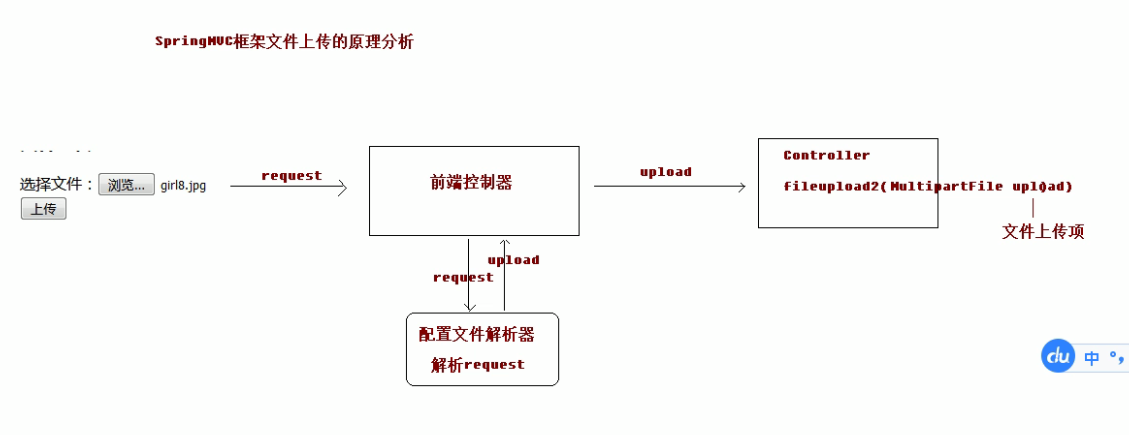 SpringMVC框架文件上传的原理分析
选择文件：浏览... girl8.jpg
上传
request
前端控制器
upload
Controller
fileupload2(MultipartFile upload)
文件上传项
upload
request
配置文件解析器
解析request
du 中 °,